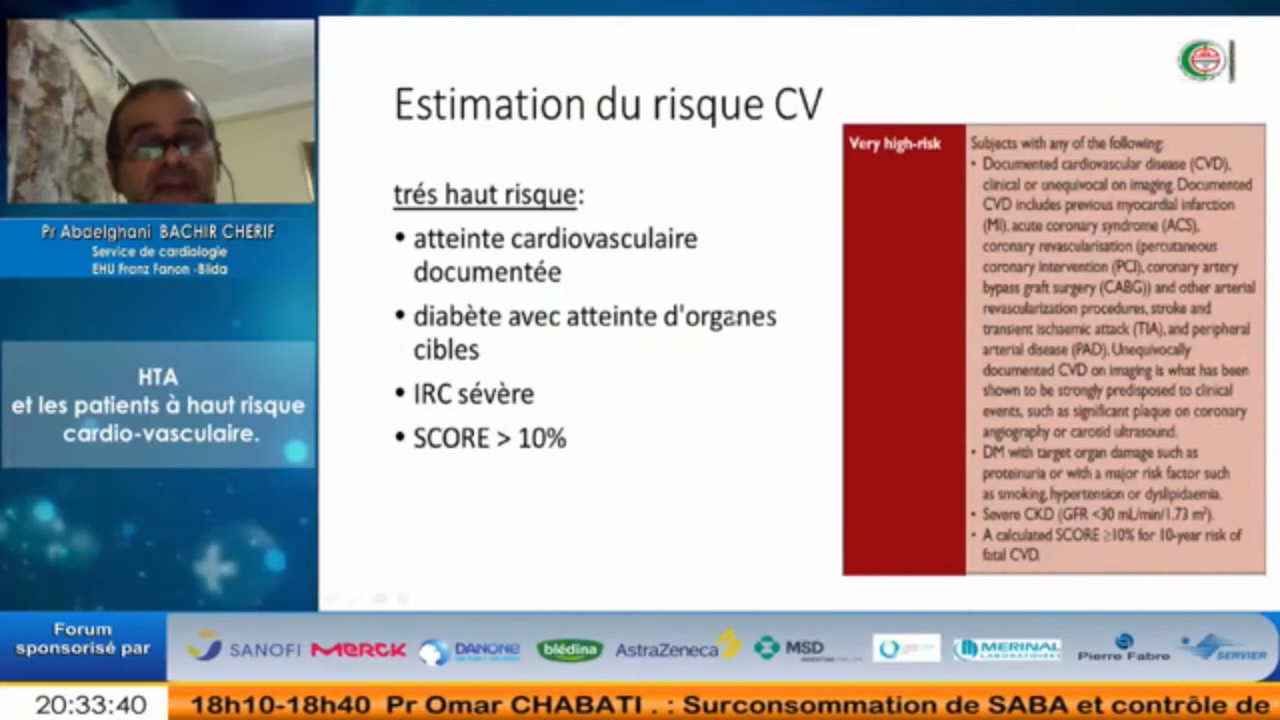 Estimation du risque CV
trés haut risque:
• atteinte cardiovasculaire
documentée
• diabète avec atteinte d'organes
cibles
• IRC sévère
• SCORE > 10%
Very high-risk
Subjects with any of the following:
• Documented cardiovascular disease (CVD),
clinical or unequivocal on imaging. Documented
CVD includes previous myocardial infarction
(MI), acute coronary syndrome (ACS),
coronary revascularisation (percutaneous
coronary intervention (PCI), coronary artery
bypass graft surgery (CABG)) and other arterial
revascularization procedures, stroke and
transient ischaemic attack (TIA), and peripheral
arterial disease (PAD). Unequivocally
documented CVD on imaging is what has been
shown to be strongly predisposed to clinical
events, such as significant plaque on coronary
angiography or carotid ultrasound.
• DM with target organ damage such as
proteinuria or with a major risk factor such
as smoking, hypertension or dyslipidaemia.
• Severe CKD (GFR <30 mL/min/1.73 m²).
• A calculated SCORE ≥10% for 10-year risk of
fatal CVD.
Pr Abdelghani BACHIR CHERIF
Service de cardiologie
EHU Franz Fanon -Blida
HTA
et les patients à haut risque
cardio-vasculaire.
Forum
sponsorisé par
SANOFI MERCK DANONE blédina AstraZeneca MSD MERINAL LABORATOIRES Pierre Fabre SERVIER
20:33:40 18h10-18h40 Pr Omar CHABATI . : Surconsommation de SABA et contrôle de